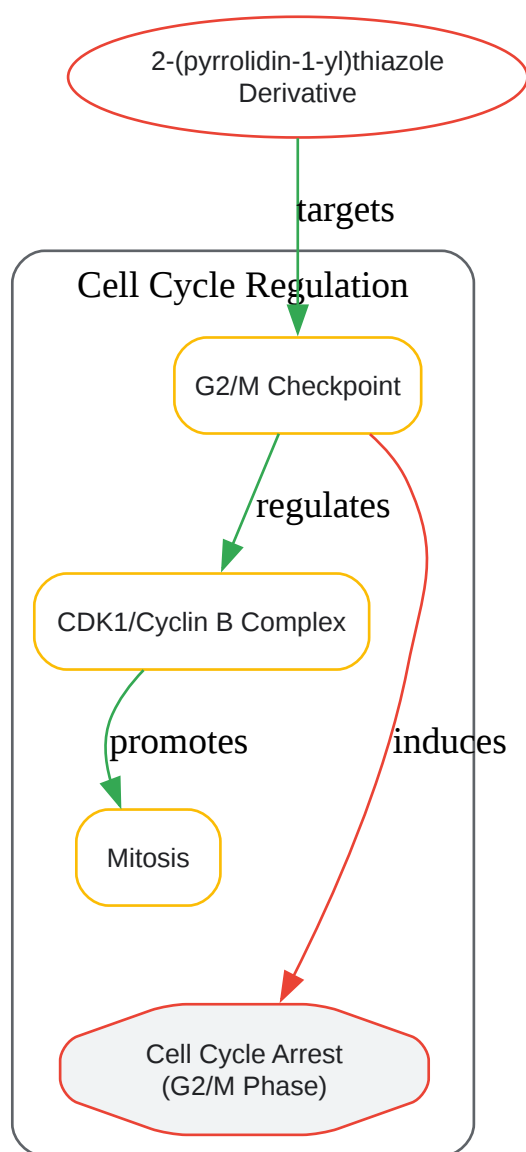 2-(pyrrolidin-1-yl)thiazole
Derivative
targets
Cell Cycle Regulation
G2/M Checkpoint
regulates
CDK1/Cyclin B Complex
promotes
induces
Mitosis
Cell Cycle Arrest
(G2/M Phase)